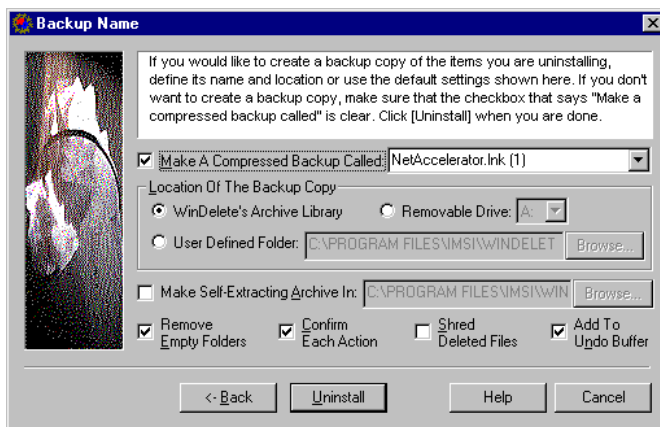 Backup Name
If you would like to create a backup copy of the items you are uninstalling,
define its name and location or use the default settings shown here. If you don't
want to create a backup copy, make sure that the checkbox that says "Make a
compressed backup called" is clear. Click [Uninstall] when you are done.
Make A Compressed Backup Called: NetAccelerator.lnk (1)
Location Of The Backup Copy
WinDelete's Archive Library Removable Drive: A:
User Defined Folder: C:\PROGRAM FILES\IMSI\WINDELET Browse...
Make Self-Extracting Archive In: C:\PROGRAM FILES\IMSI\WIN Browse...
Remove
Empty Folders
Confirm
Each Action
Shred
Deleted Files
Add To
Undo Buffer
<- Back Uninstall Help Cancel